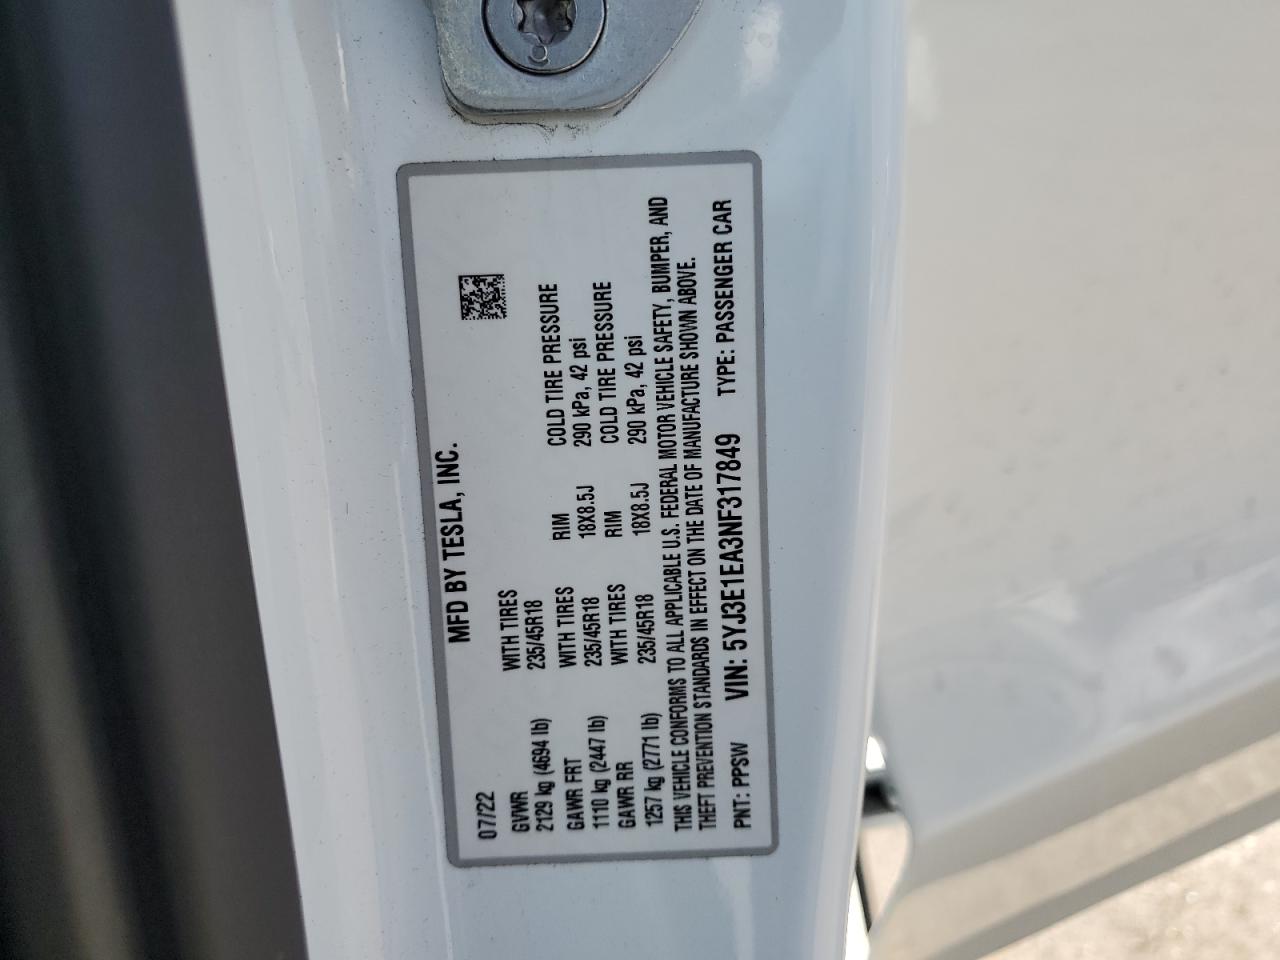 MFD BY TESLA, INC.
07/22
GVWR WITH TIRES
2129 kg (4694 lb) 235/45R18 RIM COLD TIRE PRESSURE
GAWR FRT WITH TIRES 18X8.5J 290 kPa, 42 psi
1110 kg (2447 lb) 235/45R18 RIM COLD TIRE PRESSURE
GAWR RR WITH TIRES 18X8.5J 290 kPa, 42 psi
1257 kg (2771 lb) 235/45R18
THIS VEHICLE CONFORMS TO ALL APPLICABLE U.S. FEDERAL MOTOR VEHICLE SAFETY, BUMPER, AND
THEFT PREVENTION STANDARDS IN EFFECT ON THE DATE OF MANUFACTURE SHOWN ABOVE.
PNT: PPSW VIN: 5YJ3E1EA3NF317849 TYPE: PASSENGER CAR